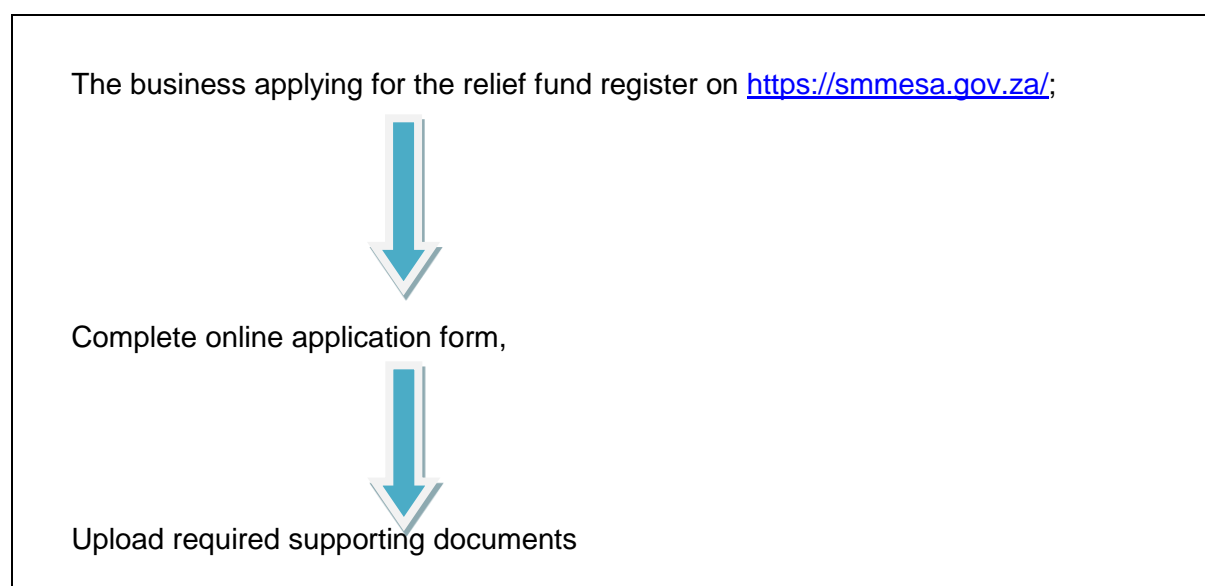 The business applying for the relief fund register on https://smmesa.gov.za/;
Complete online application form,
Upload required supporting documents